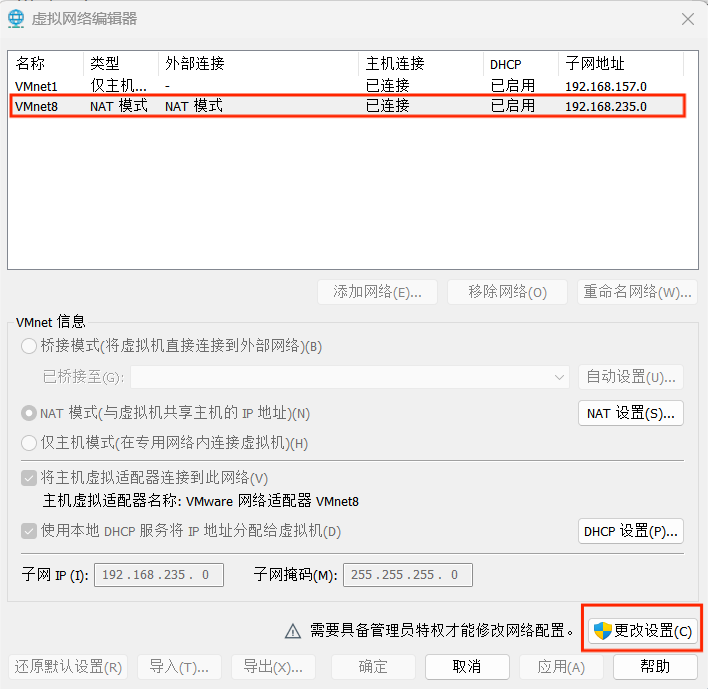 虚拟网络编辑器
名称 类型 外部连接 主机连接 DHCP 子网地址
VMnet1 仅主机... - 已连接 已启用 192.168.157.0
VMnet8 NAT 模式 NAT 模式 已连接 已启用 192.168.235.0
添加网络(E)... 移除网络(O) 重命名网络(W)...
VMnet 信息
桥接模式(将虚拟机直接连接到外部网络)(B)
已桥接至(G): 自动设置(U)...
NAT 模式(与虚拟机共享主机的 IP 地址)(N) NAT 设置(S)...
仅主机模式(在专用网络内连接虚拟机)(H)
将主机虚拟适配器连接到此网络(V)
主机虚拟适配器名称: VMware 网络适配器 VMnet8
使用本地 DHCP 服务将 IP 地址分配给虚拟机(D) DHCP 设置(P)...
子网 IP (I): 192.168.235. 0 子网掩码(M): 255.255.255. 0
需要具备管理员特权才能修改网络配置。 更改设置(C)
还原默认设置(R) 导入(T)... 导出(X)... 确定 取消 应用(A) 帮助